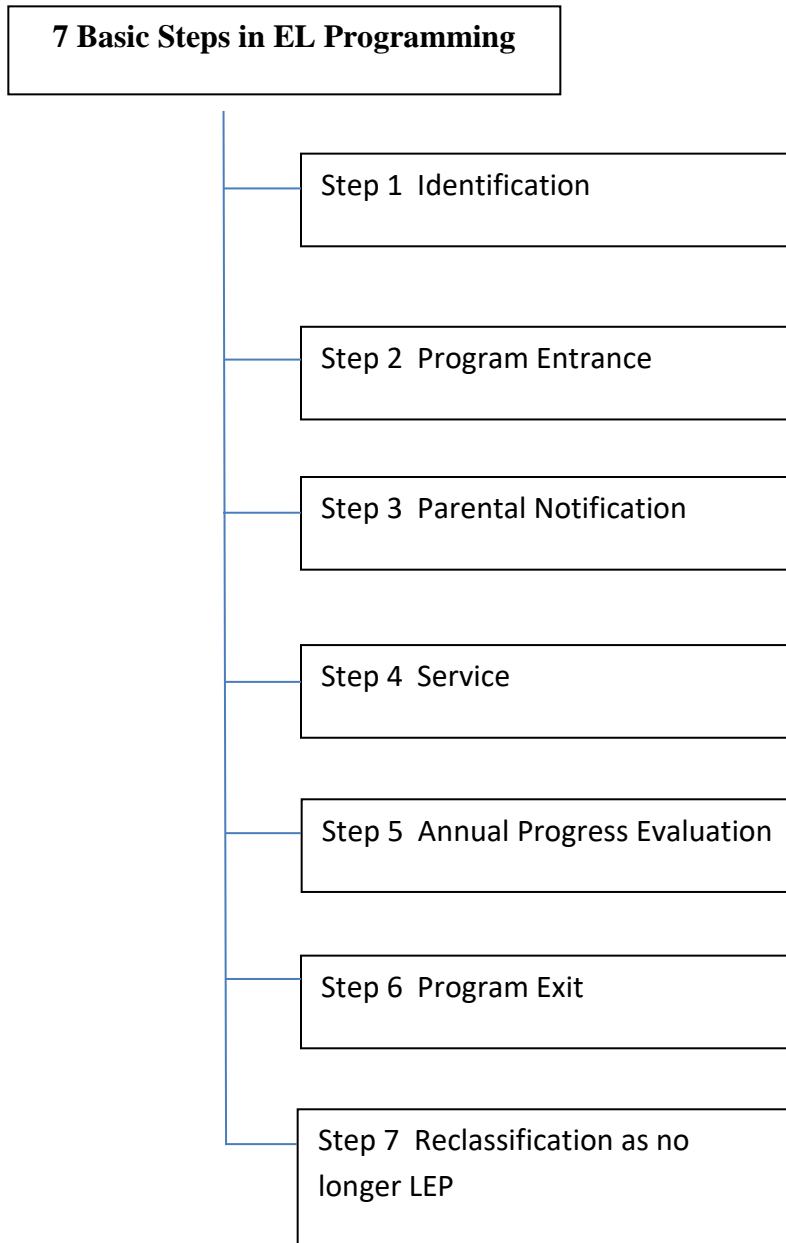 7 Basic Steps in EL Programming
Step 1  Identification
Step 2  Program Entrance
Step 3  Parental Notification
Step 4  Service
Step 5  Annual Progress Evaluation
Step 6  Program Exit
Step 7  Reclassification as no
longer LEP